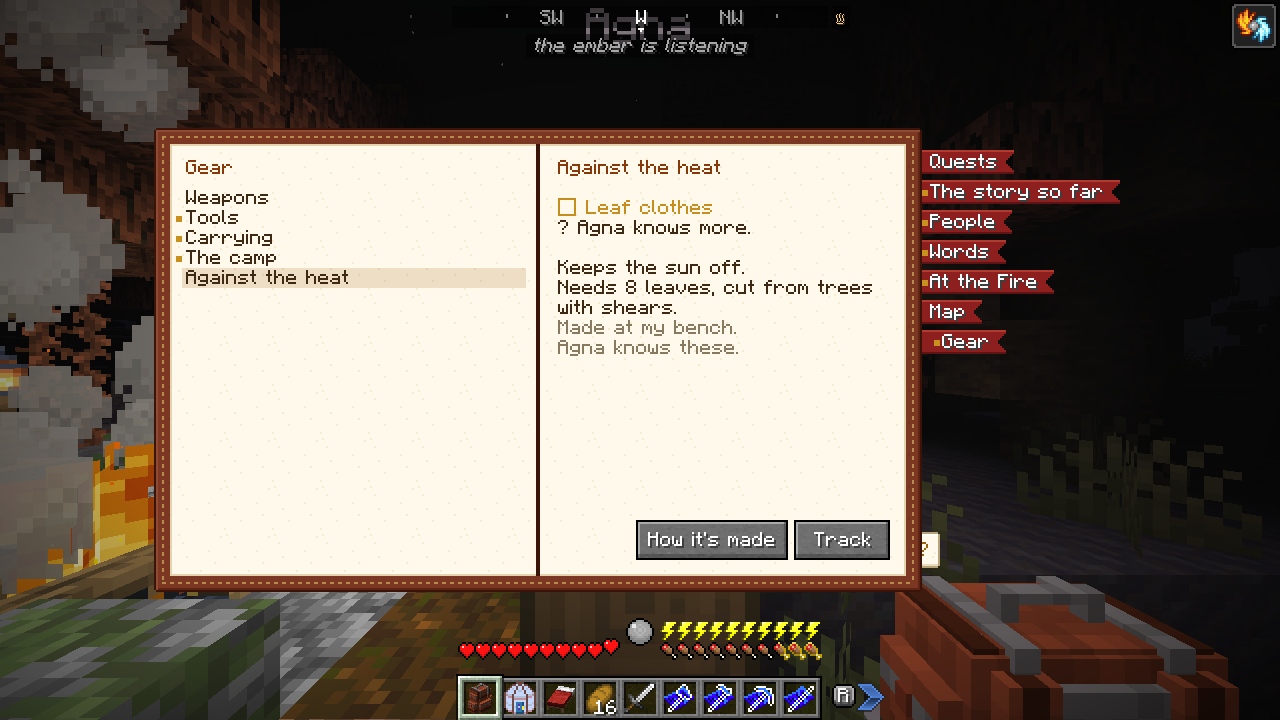 SW W NW
Agna
the ember is listening
Gear
Weapons
Tools
Carrying
The camp
Against the heat
Against the heat
Leaf clothes
? Agna knows more.
Keeps the sun off.
Needs 8 leaves, cut from trees
with shears.
Made at my bench.
Agna knows these.
How it's made
Track
Quests
The story so far
People
Words
At the Fire
Map
Gear
?
16
R